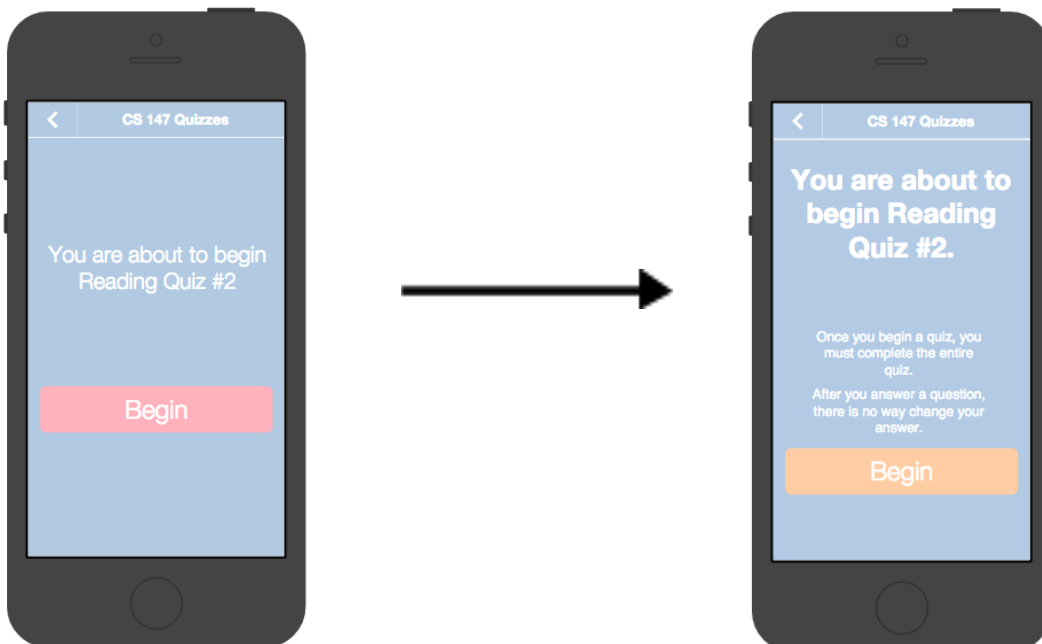 CS 147 Quizzes
You are about to begin
Reading Quiz #2
Begin
CS 147 Quizzes
You are about to
begin Reading
Quiz #2.
Once you begin a quiz, you
must complete the entire
quiz.
After you answer a question,
there is no way change your
answer.
Begin